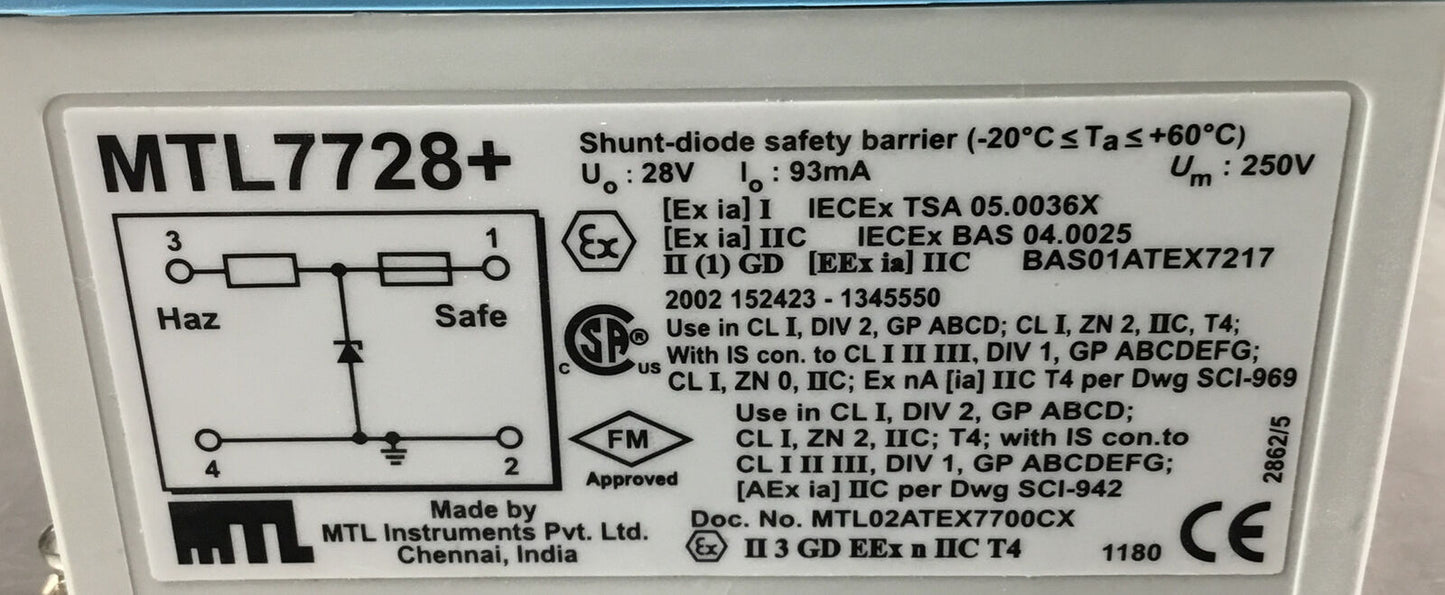 MTL7728+
Shunt-diode safety barrier (-20°C ≤ Ta ≤ +60°C)
Uo : 28V Io : 93mA Um : 250V
[Ex ia] I IECEx TSA 05.0036X
[Ex ia] IIC IECEx BAS 04.0025
II (1) GD [EEx ia] IIC BAS01ATEX7217
Ex
3 1
Haz Safe
4 2
2002 152423 - 1345550
CSA®
C US
Use in CL I, DIV 2, GP ABCD; CL I, ZN 2, IIC, T4;
With IS con. to CL I II III, DIV 1, GP ABCDEFG;
CL I, ZN 0, IIC; Ex nA [ia] IIC T4 per Dwg SCI-969
FM
Approved
Use in CL I, DIV 2, GP ABCD;
CL I, ZN 2, IIC; T4; with IS con.to
CL I II III, DIV 1, GP ABCDEFG;
[AEx ia] IIC per Dwg SCI-942
2862/5
MTL
Made by
MTL Instruments Pvt. Ltd.
Chennai, India
Doc. No. MTL02ATEX7700CX
Ex II 3 GD EEx n IIC T4
1180 CE